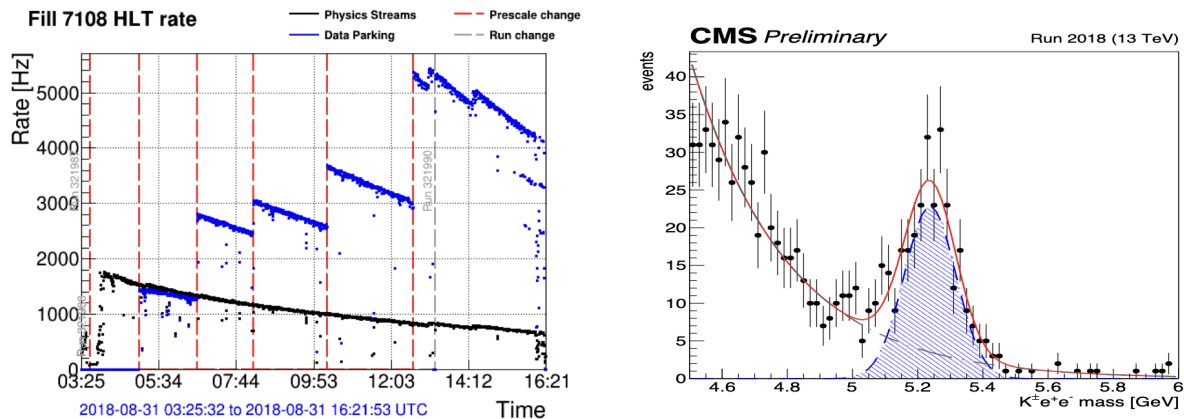 Fill 7108 HLT rate
Physics Streams
Prescale change
Data Parking
Run change
Rate [Hz]
5000
4000
3000
2000
1000
0
Run 321990
03:25 05:34 07:44 09:53 12:03 14:12 16:21
2018-08-31 03:25:32 to 2018-08-31 16:21:53 UTC
Time
CMS Preliminary
Run 2018 (13 TeV)
events
40
35
30
25
20
15
10
5
0
4.6 4.8 5 5.2 5.4 5.6 5.8 6
K±e+e- mass [GeV]